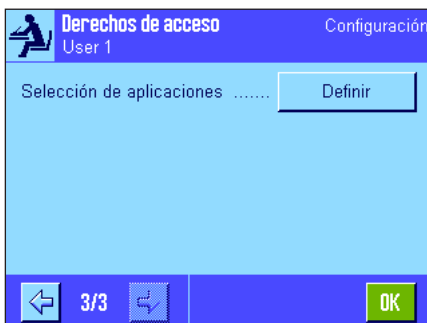 Derechos de acceso
Configuración
User 1
Selección de aplicaciones .......
Definir
3/3
OK